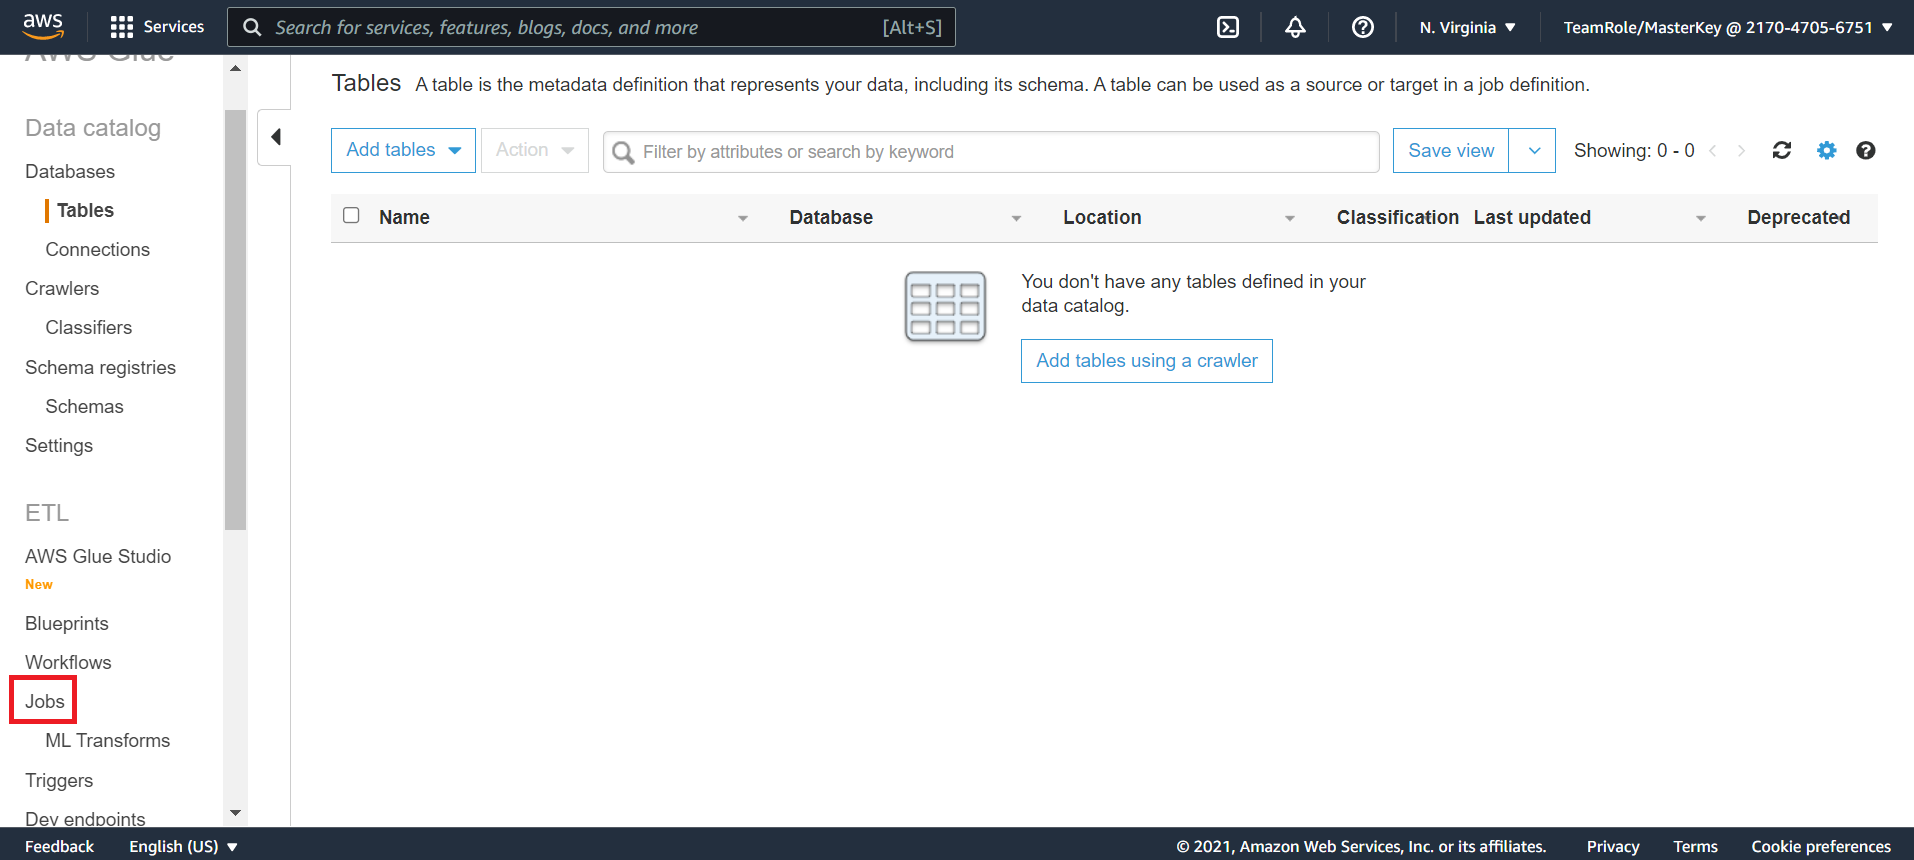 aws
Services
Search for services, features, blogs, docs, and more
[Alt+S]
N. Virginia
TeamRole/MasterKey @ 2170-4705-6751
AWS Glue
Data catalog
Databases
Tables
Connections
Crawlers
Classifiers
Schema registries
Schemas
Settings
ETL
AWS Glue Studio
New
Blueprints
Workflows
Jobs
ML Transforms
Triggers
Dev endpoints
Tables A table is the metadata definition that represents your data, including its schema. A table can be used as a source or target in a job definition.
Add tables
Action
Filter by attributes or search by keyword
Save view
Showing: 0 - 0
Name
Database
Location
Classification
Last updated
Deprecated
You don't have any tables defined in your
data catalog.
Add tables using a crawler
Feedback
English (US)
© 2021, Amazon Web Services, Inc. or its affiliates.
Privacy
Terms
Cookie preferences